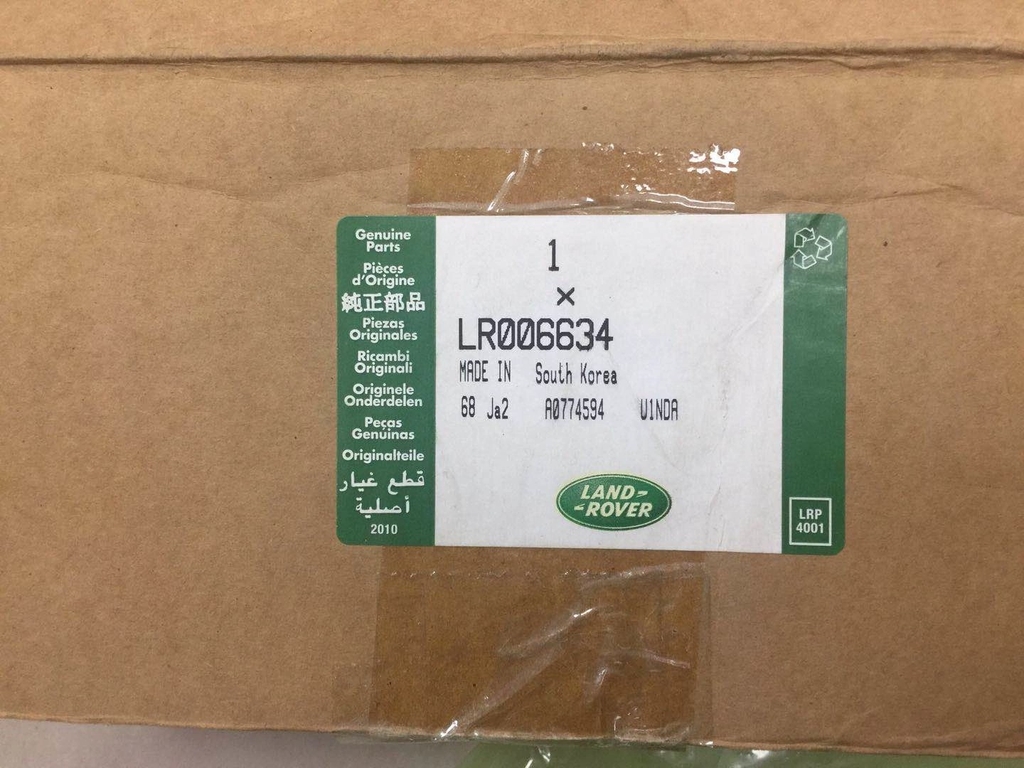 Genuine
Parts
Pièces
d'Origine
純正部品
Piezas
Originales
Ricambi
Originali
Originele
Onderdelen
Peças
Genuinas
Originalteile
قطع غيار
أصلية
2010
1
×
LR006634
MADE IN South Korea
68 Ja2 A0774594 U1NDA
LAND-
-ROVER
LRP
4001